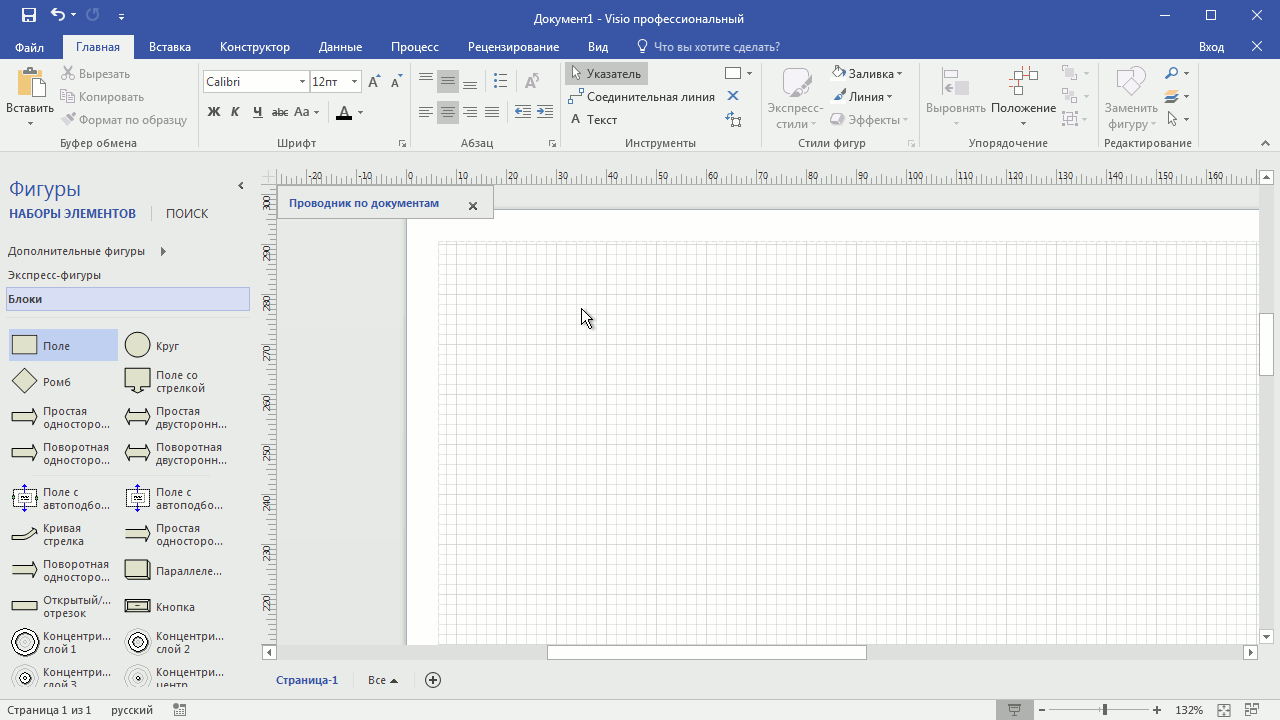 Документ1 - Visio профессиональный
Файл
Главная
Вставка
Конструктор
Данные
Процесс
Рецензирование
Вид
Что вы хотите сделать?
Вход
Вставить
Вырезать
Копировать
Формат по образцу
Буфер обмена
Calibri
12пт
Ж К Ч abc Aa A
Шрифт
Абзац
Указатель
Соединительная линия
Текст
Инструменты
Экспресс-
стили
Заливка
Линия
Эффекты
Стили фигур
Выровнять
Положение
Упорядочение
Заменить
фигуру
Редактирование
Фигуры
НАБОРЫ ЭЛЕМЕНТОВ
ПОИСК
Дополнительные фигуры
Экспресс-фигуры
Блоки
Поле
Круг
Ромб
Поле со
стрелкой
Простая
односторо...
Простая
двусторонн...
Поворотная
односторо...
Поворотная
двусторонн...
Поле с
автоподбо...
Поле с
автоподбо...
Кривая
стрелка
Простая
односторо...
Поворотная
односторо...
Параллеле...
Открытый/...
отрезок
Кнопка
Концентри...
слой 1
Концентри...
слой 2
Концентри...
слой 3
Концентри...
центр
-20 -10 0 10 20 30 40 50 60 70 80 90 100 110 120 130 140 150 160
Проводник по документам
300
290
280
270
260
250
240
230
220
Страница-1
Все
Страница 1 из 1
русский
132%